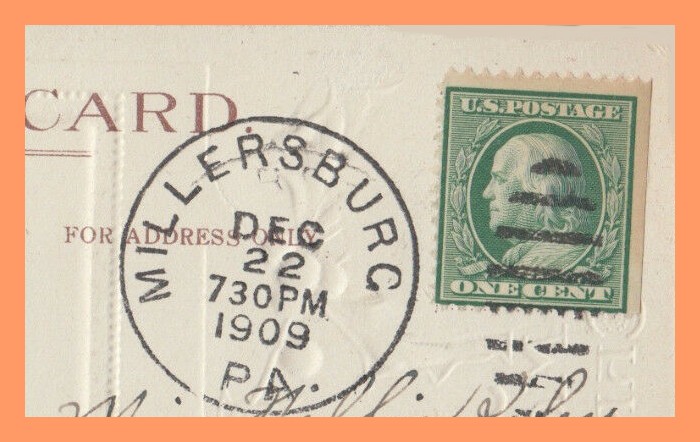 CARD.
FOR ADDRESS ONLY.
MILLERSBURG
DEC
22
730PM
1909
PA.
U.S. POSTAGE
ONE CENT